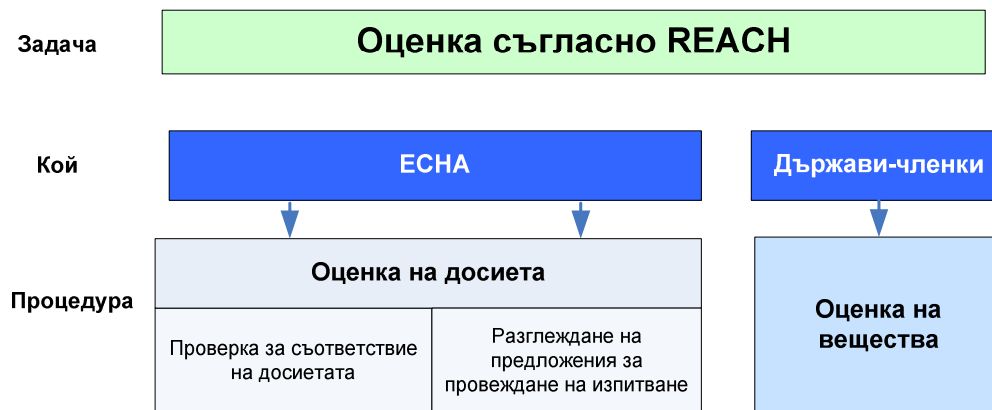 Задача
Оценка съгласно REACH
Кой
ECHA
Държави-членки
Процедура
Оценка на досиета
Проверка за съответствие
на досиетата
Разглеждане на
предложения за
провеждане на изпитване
Оценка на
вещества